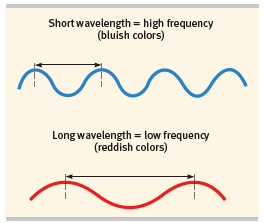 Short wavelength = high frequency
(bluish colors)
Long wavelength = low frequency
(reddish colors)